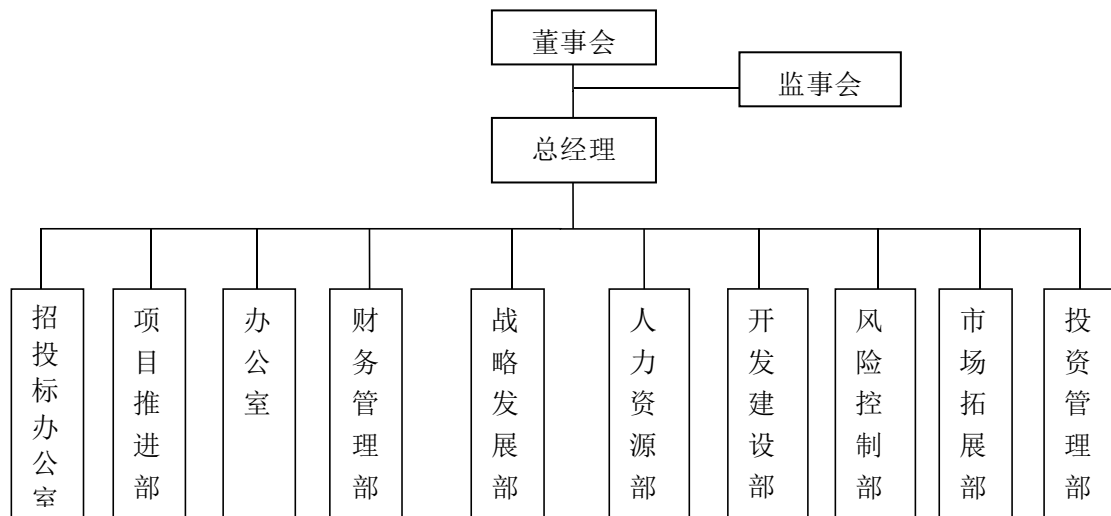 董事会
监事会
总经理
招投标办公室
项目推进部
办公室
财务管理部
战略发展部
人力资源部
开发建设部
风险控制部
市场拓展部
投资管理部